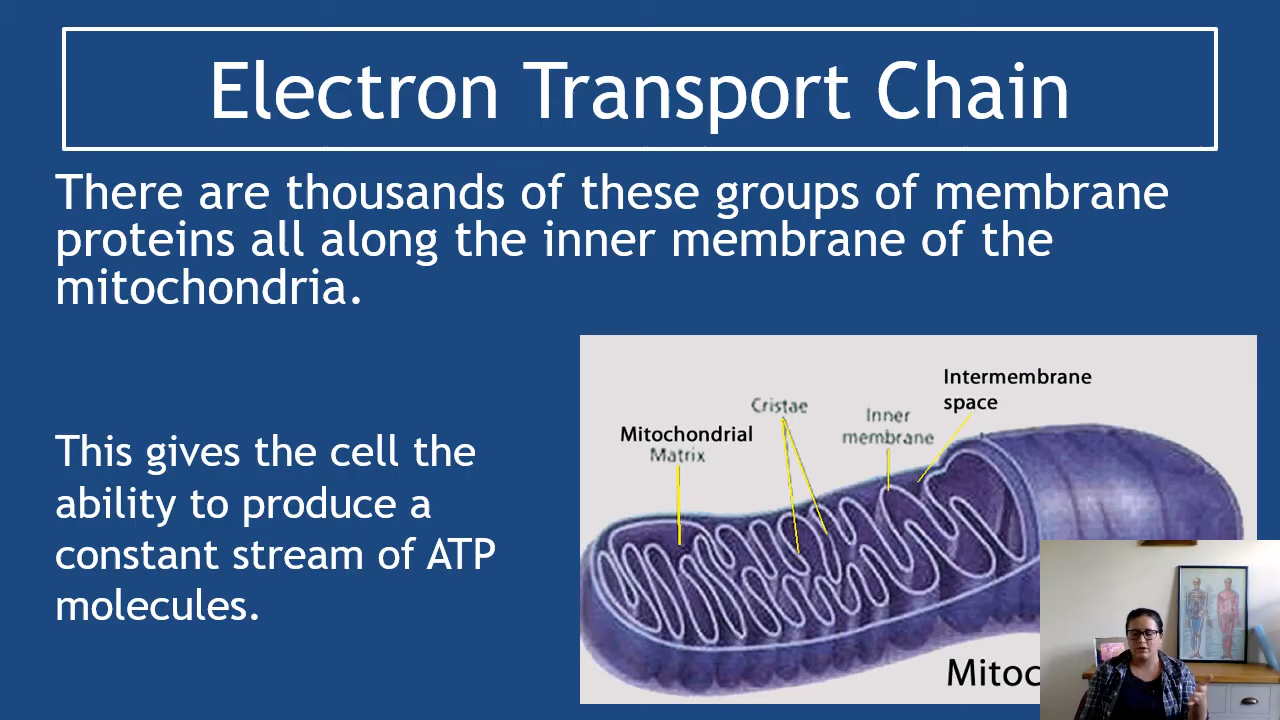 Electron Transport Chain
There are thousands of these groups of membrane
proteins all along the inner membrane of the
mitochondria.
This gives the cell the
ability to produce a
constant stream of ATP
molecules.
Mitochondrial
Matrix
Cristae
Inner
membrane
Intermembrane
space
Mitoc